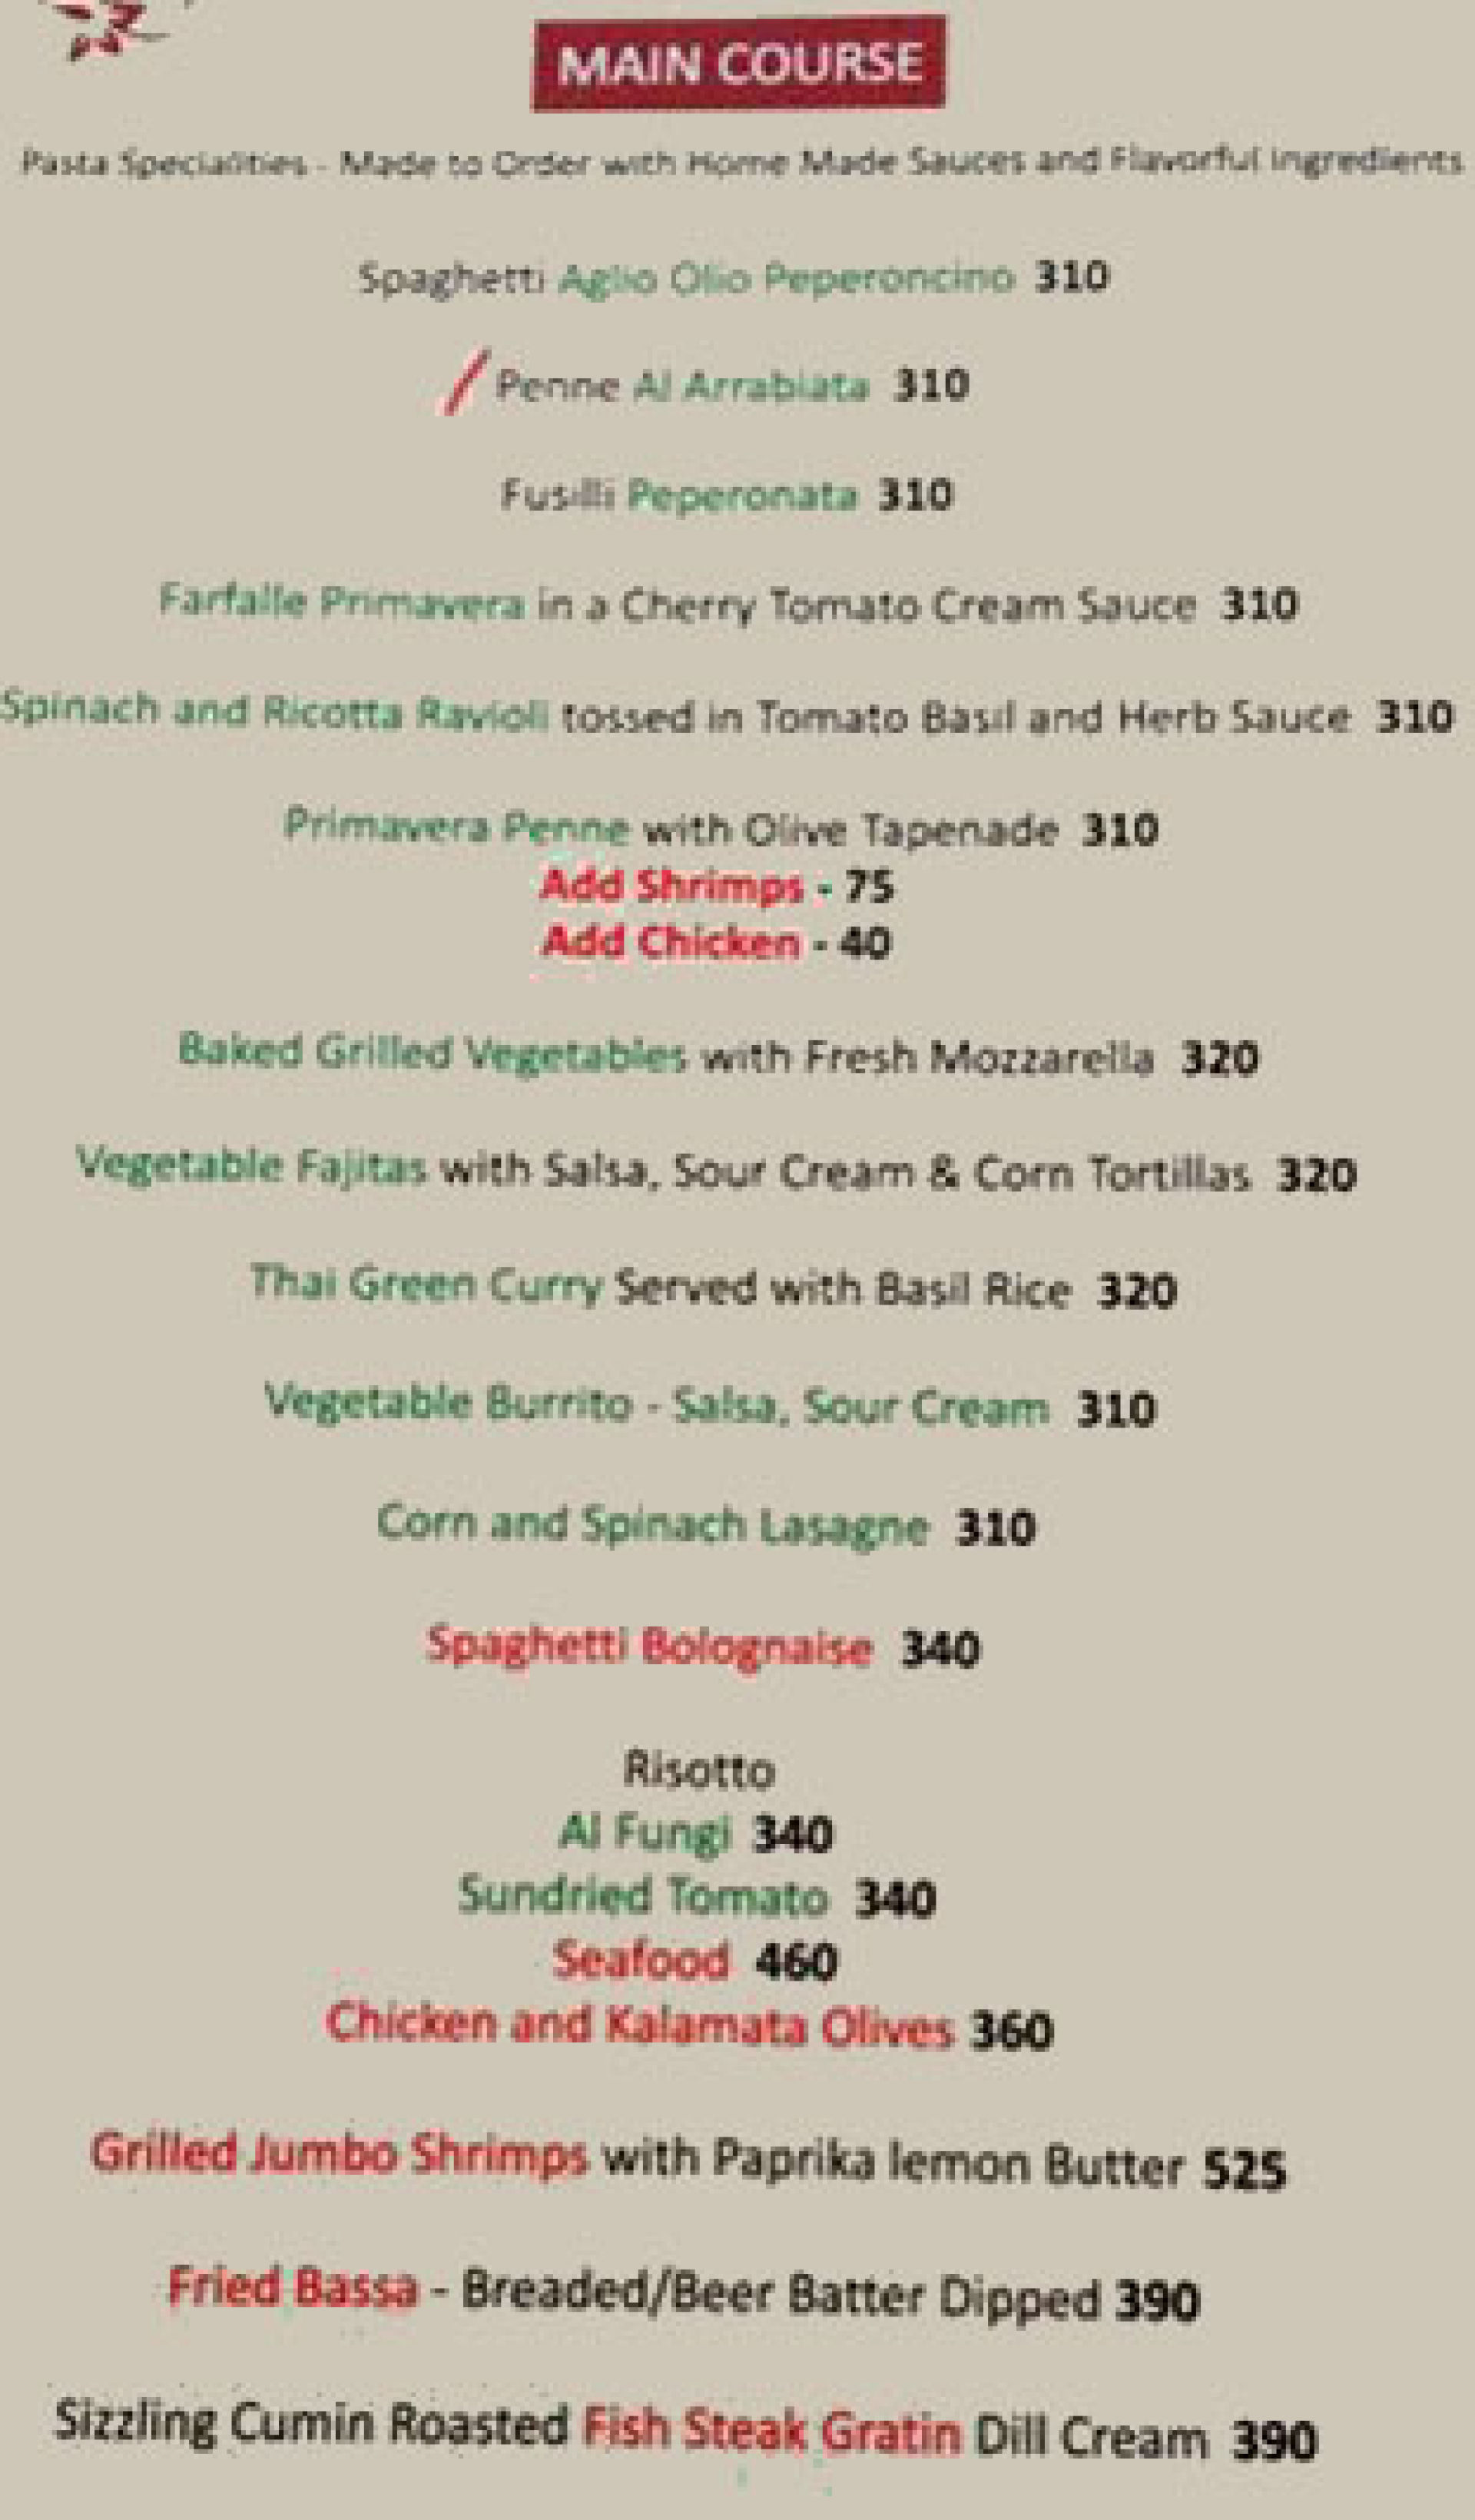 MAIN COURSE
Pasta Specialities - Made to Order with Home Made Sauces and Flavorful ingredients
Spaghetti Aglio Olio Peperoncino 310
Penne Al Arrabiata 310
Fusilli Peperonata 310
Farfalle Primavera in a Cherry Tomato Cream Sauce 310
Spinach and Ricotta Ravioli tossed in Tomato Basil and Herb Sauce 310
Primavera Penne with Olive Tapenade 310
Add Shrimps - 75
Add Chicken - 40
Baked Grilled Vegetables with Fresh Mozzarella 320
Vegetable Fajitas with Salsa, Sour Cream & Corn Tortillas 320
Thai Green Curry Served with Basil Rice 320
Vegetable Burrito - Salsa, Sour Cream 310
Corn and Spinach Lasagne 310
Spaghetti Bolognaise 340
Risotto
Al Fungi 340
Sundried Tomato 340
Seafood 460
Chicken and Kalamata Olives 360
Grilled Jumbo Shrimps with Paprika lemon Butter 525
Fried Bassa - Breaded/Beer Batter Dipped 390
Sizzling Cumin Roasted Fish Steak Gratin Dill Cream 390